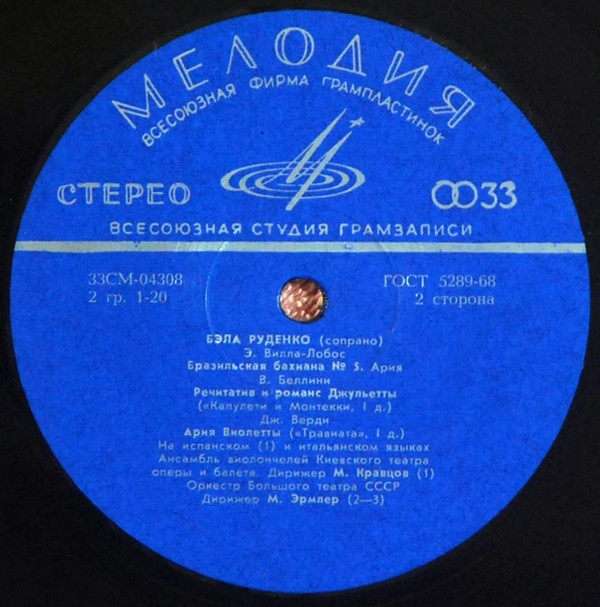 МЕЛОДИЯ
ВСЕСОЮЗНАЯ ФИРМА ГРАМПЛАСТИНОК
СТЕРЕО
33
ВСЕСОЮЗНАЯ СТУДИЯ ГРАМЗАПИСИ
33СМ-04308
ГОСТ 5289-68
2 гр. 1-20
2 сторона
БЭЛА РУДЕНКО (сопрано)
Э. Вилла-Лобос
Бразильская бахиана № 5. Ария
В. Беллини
Речитатив и романс Джульетты
(«Капулети и Монтекки, I д.)
Дж. Верди
Ария Виолетты («Травиата», I д.)
На испанском (1) и итальянском языках
Ансамбль виолончелей Киевского театра
оперы и балета. Дирижер М. Кравцов (1)
Оркестр Большого театра СССР
Дирижер М. Эрмлер (2—3)